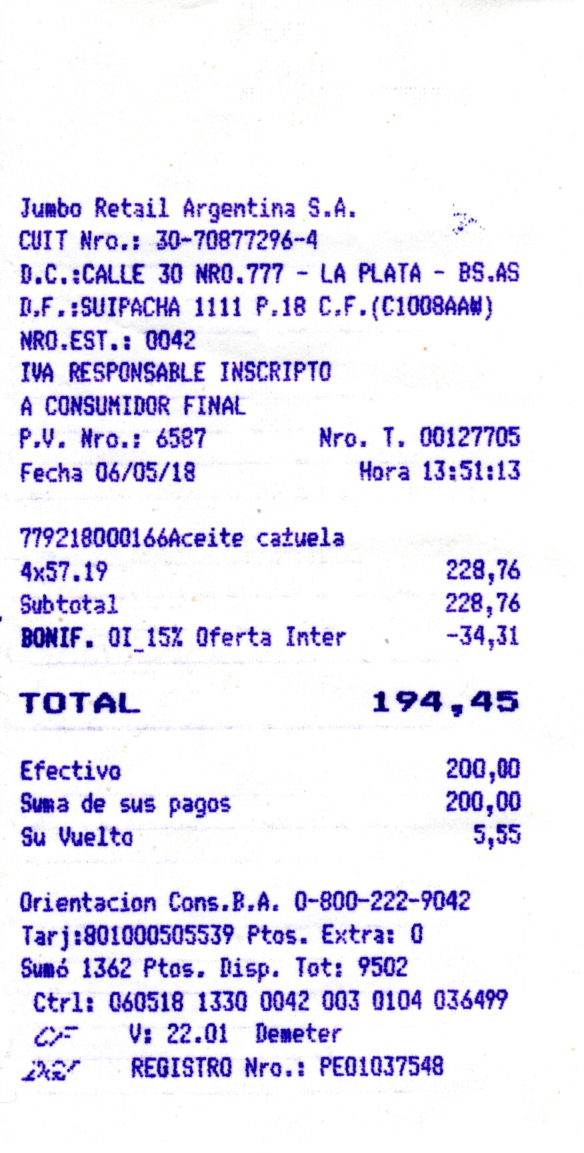 Jumbo Retail Argentina S.A.
CUIT Nro.: 30-70877296-4
D.C.:CALLE 30 NRO.777 - LA PLATA - BS.AS
D.F.:SUIPACHA 1111 P.18 C.F.(C1008AAW)
NRO.EST.: 0042
IVA RESPONSABLE INSCRIPTO
A CONSUMIDOR FINAL
P.V. Nro.: 6587 Nro. T. 00127705
Fecha 06/05/18 Hora 13:51:13
779218000166Aceite cazuela
4x57.19 228,76
Subtotal 228,76
BONIF. OI_15% Oferta Inter -34,31
TOTAL 194,45
Efectivo 200,00
Suma de sus pagos 200,00
Su Vuelto 5,55
Orientacion Cons.B.A. 0-800-222-9042
Tarj:801000505539 Ptos. Extra: 0
Sumó 1362 Ptos. Disp. Tot: 9502
Ctrl: 060518 1330 0042 003 0104 036499
CF V: 22.01 Demeter
REGISTRO Nro.: PEO1037548